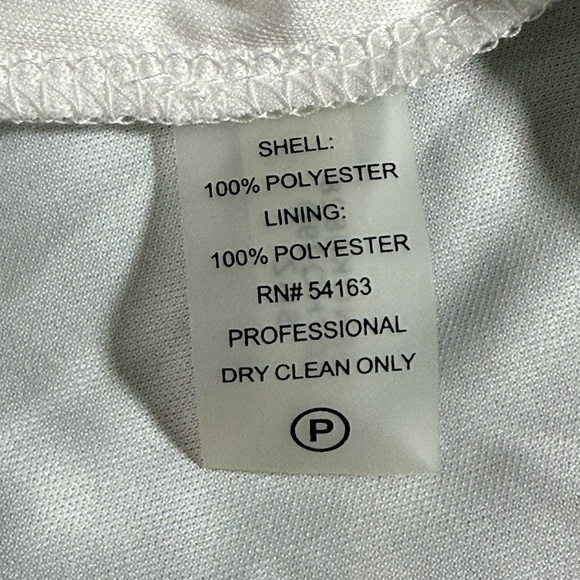 SHELL:
100% POLYESTER
LINING:
100% POLYESTER
RN# 54163
PROFESSIONAL
DRY CLEAN ONLY
P